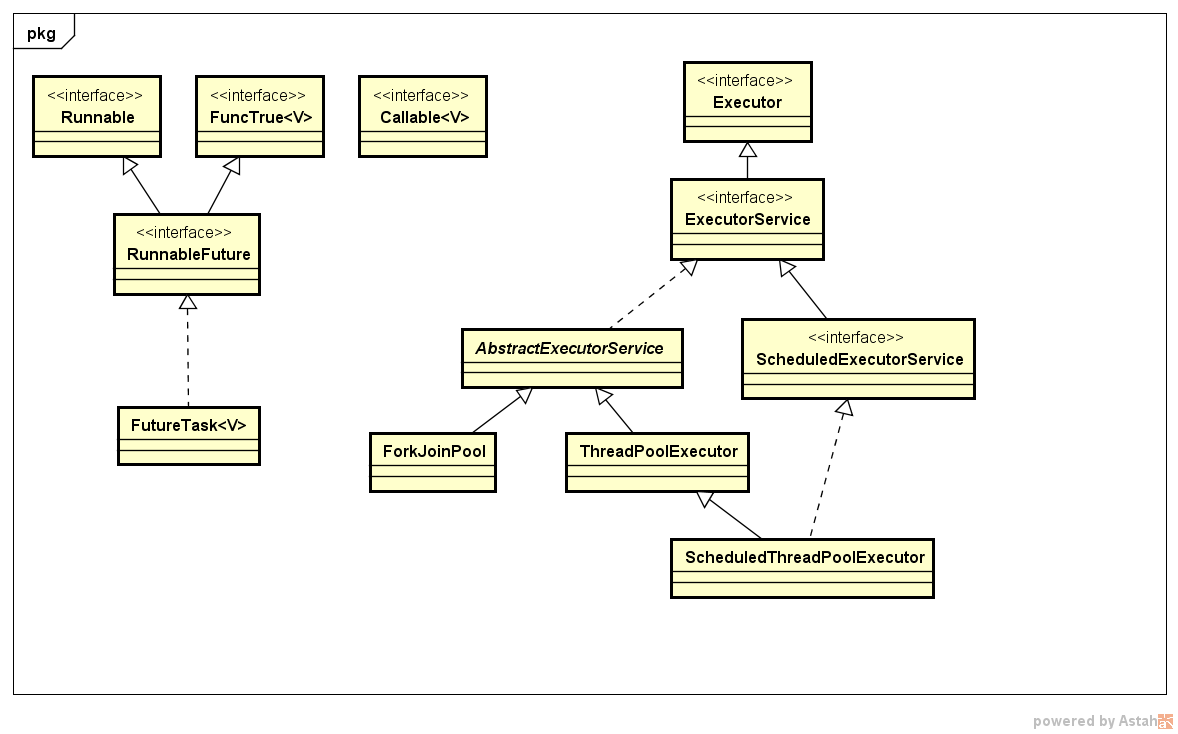 pkg
<<interface>>
Runnable
<<interface>>
FuncTrue<V>
<<interface>>
Callable<V>
<<interface>>
Executor
<<interface>>
ExecutorService
<<interface>>
RunnableFuture
AbstractExecutorService
<<interface>>
ScheduledExecutorService
FutureTask<V>
ForkJoinPool
ThreadPoolExecutor
ScheduledThreadPoolExecutor
powered by Astah